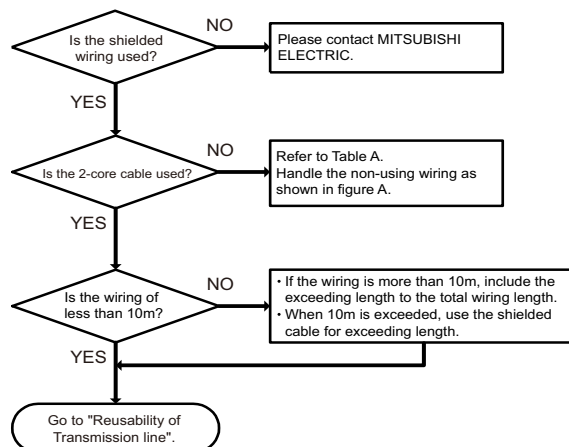 Is the shielded
wiring used?
NO
Please contact MITSUBISHI
ELECTRIC.
YES
Is the 2-core cable used?
NO
Refer to Table A.
Handle the non-using wiring as
shown in figure A.
YES
Is the wiring of
less than 10m?
NO
• If the wiring is more than 10m, include the
exceeding length to the total wiring length.
• When 10m is exceeded, use the shielded
cable for exceeding length.
YES
Go to "Reusability of
Transmission line".